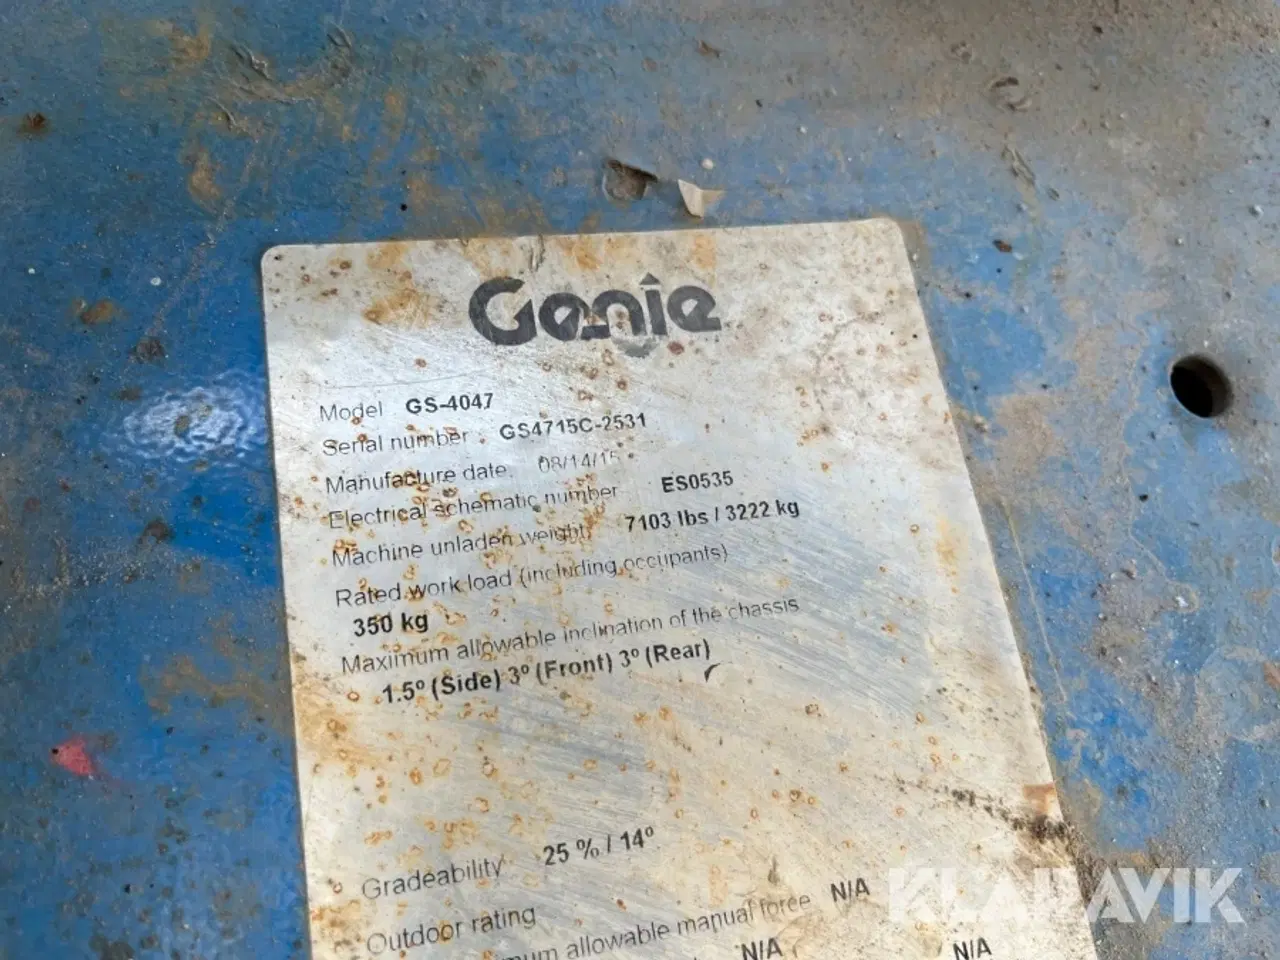 Genie
Model GS-4047
Serial number GS4715C-2531
Manufacture date 08/14/15
Electrical schematic number ES0535
Machine unladen weight 7103 lbs / 3222 kg
Rated work load (including occupants)
350 kg
Maximum allowable inclination of the chassis
1.5º (Side) 3º (Front) 3º (Rear)
Gradeability 25 % / 14º
Outdoor rating
allowable manual force N/A
N/A N/A
KLARAVIK